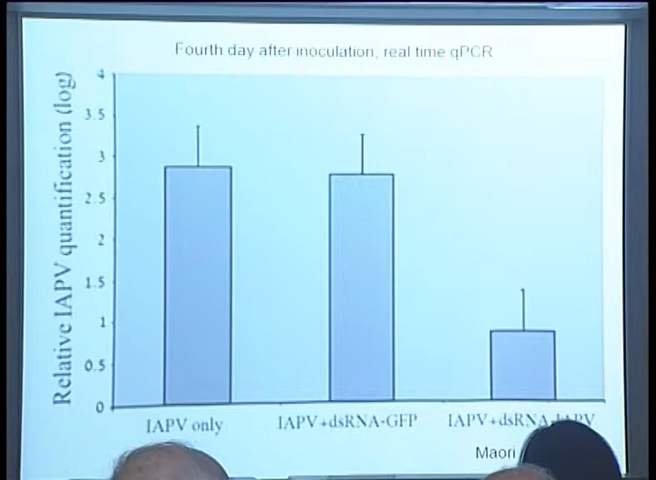 Fourth day after inoculation, real time qPCR
Relative IAPV quantification (log)
4
3.5
3
2.5
2
1.5
1
0.5
0
IAPV only
IAPV+dsRNA-GFP
IAPV+dsRNA-IAPV
Maori